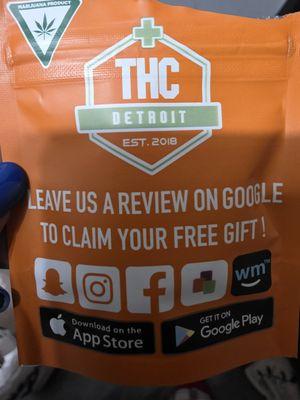 MARIJUANA PRODUCT
THC
DETROIT
EST. 2018
LEAVE US A REVIEW ON GOOGLE
TO CLAIM YOUR FREE GIFT !
f
wm
Download on the
App Store
GET IT ON
Google Play